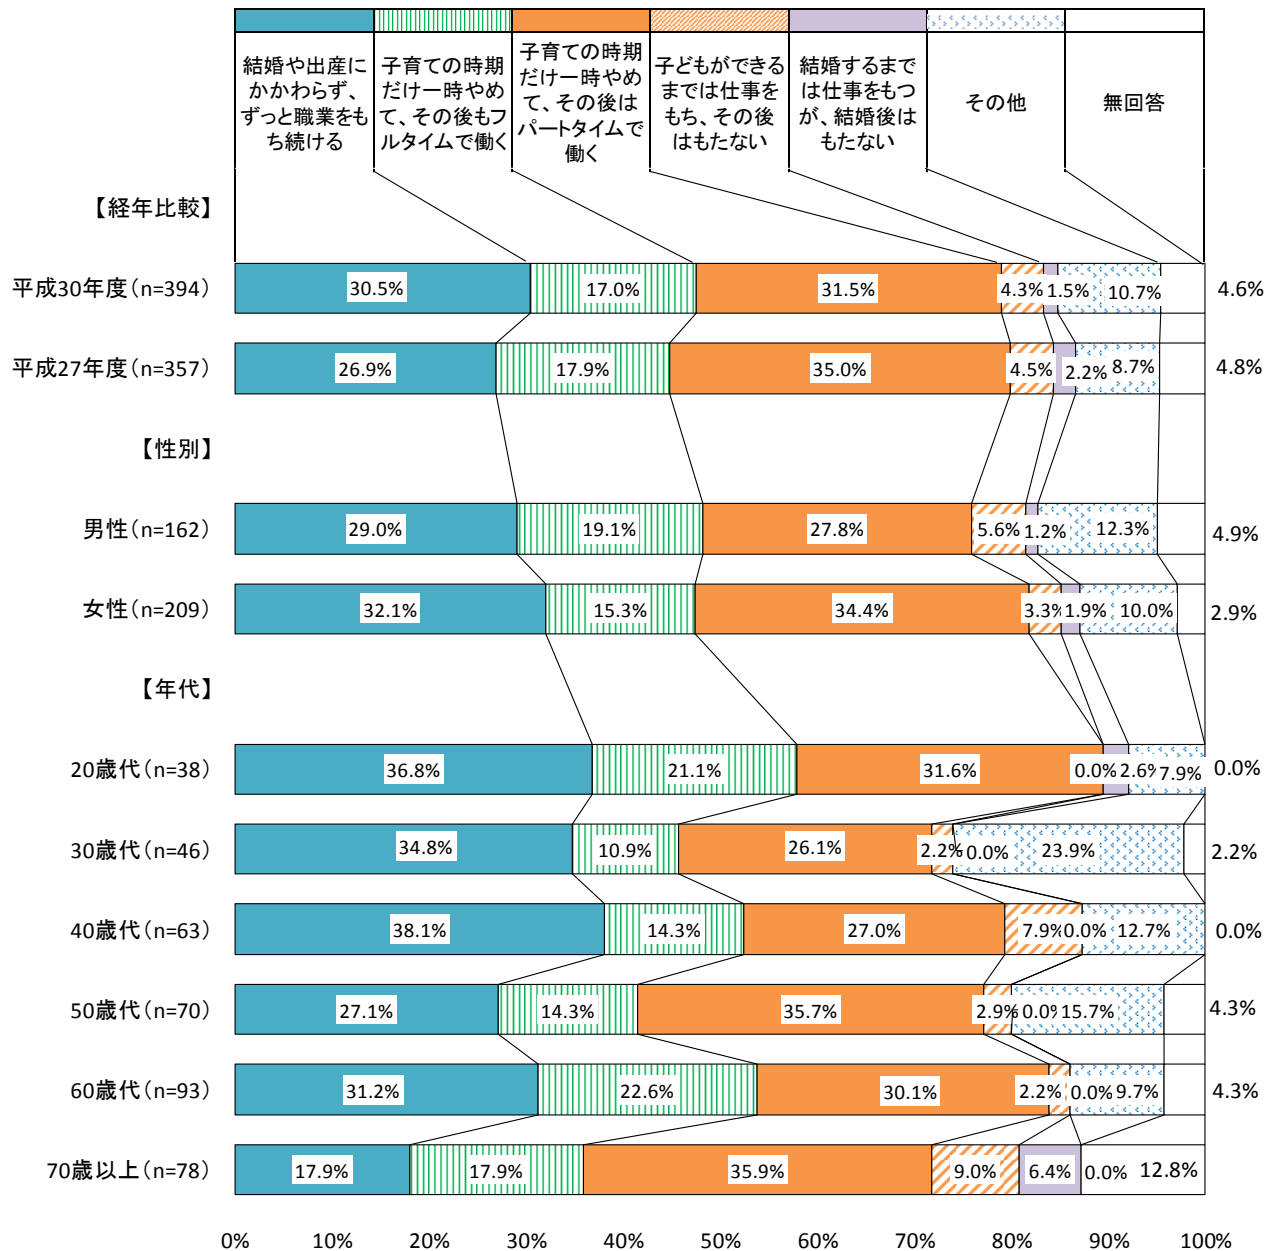 結婚や出産に
かかわらず、
ずっと職業をも
ち続ける
子育ての時期
だけ一時やめ
て、その後もフ
ルタイムで働く
子育ての時期
だけ一時やめ
て、その後は
パートタイムで
働く
子どもができる
までは仕事を
もち、その後
はもたない
結婚するまで
は仕事をもつ
が、結婚後は
もたない
その他
無回答
【経年比較】
平成30年度(n=394)
30.5% 17.0% 31.5% 4.3% 1.5% 10.7% 4.6%
平成27年度(n=357)
26.9% 17.9% 35.0% 4.5% 2.2% 8.7% 4.8%
【性別】
男性(n=162)
29.0% 19.1% 27.8% 5.6% 1.2% 12.3% 4.9%
女性(n=209)
32.1% 15.3% 34.4% 3.3% 1.9% 10.0% 2.9%
【年代】
20歳代(n=38)
36.8% 21.1% 31.6% 0.0% 2.6% 7.9% 0.0%
30歳代(n=46)
34.8% 10.9% 26.1% 2.2% 0.0% 23.9% 2.2%
40歳代(n=63)
38.1% 14.3% 27.0% 7.9% 0.0% 12.7% 0.0%
50歳代(n=70)
27.1% 14.3% 35.7% 2.9% 0.0% 15.7% 4.3%
60歳代(n=93)
31.2% 22.6% 30.1% 2.2% 0.0% 9.7% 4.3%
70歳以上(n=78)
17.9% 17.9% 35.9% 9.0% 6.4% 0.0% 12.8%
0% 10% 20% 30% 40% 50% 60% 70% 80% 90% 100%